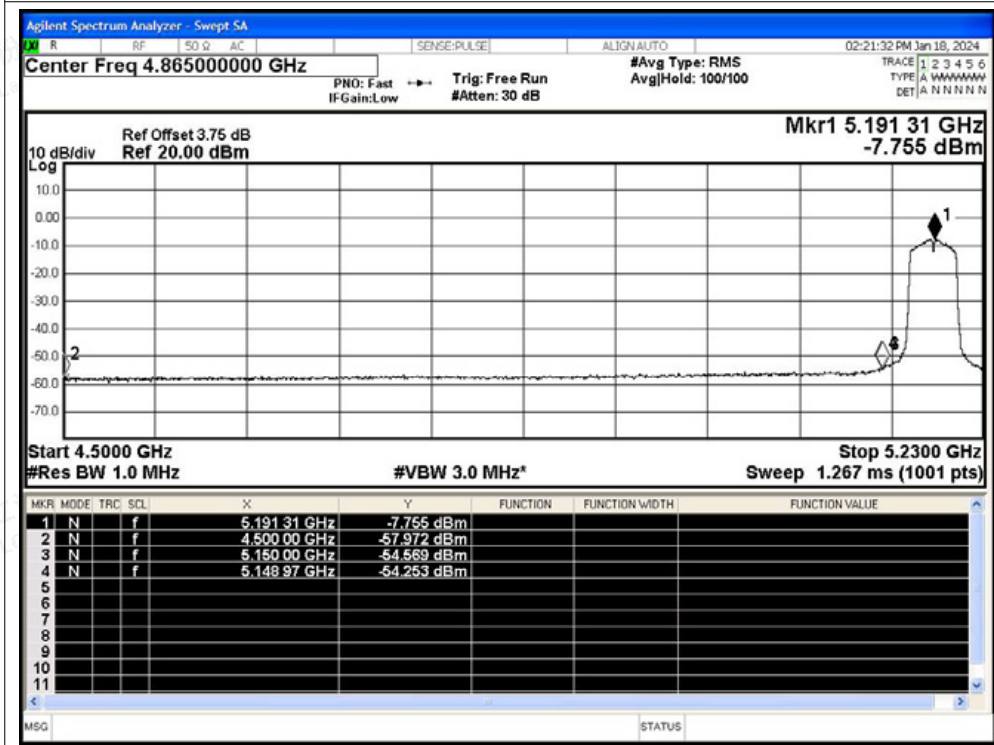 Agilent Spectrum Analyzer - Swept SA
R RF 50 Ω AC SENSE:PULSE ALIGN AUTO 02:21:32 PM Jan 18, 2024
Center Freq 4.865000000 GHz #Avg Type: RMS TRACE 1 2 3 4 5 6
PNO: Fast Trig: Free Run Avg|Hold: 100/100 TYPE A WWWWW
IFGain:Low #Atten: 30 dB DET A N N N N N
Mkr1 5.191 31 GHz
Ref Offset 3.75 dB
10 dB/div Ref 20.00 dBm -7.755 dBm
Log
10.0
0.00
1
-10.0
-20.0
-30.0
-40.0
-50.0
2
-60.0
-70.0
Start 4.5000 GHz Stop 5.2300 GHz
#Res BW 1.0 MHz #VBW 3.0 MHz* Sweep 1.267 ms (1001 pts)
MKR MODE TRC SCL X Y FUNCTION FUNCTION WIDTH FUNCTION VALUE
1 N f 5.191 31 GHz -7.755 dBm
2 N f 4.500 00 GHz -57.972 dBm
3 N f 5.150 00 GHz -54.569 dBm
4 N f 5.148 97 GHz -54.253 dBm
5
6
7
8
9
10
11
MSG STATUS